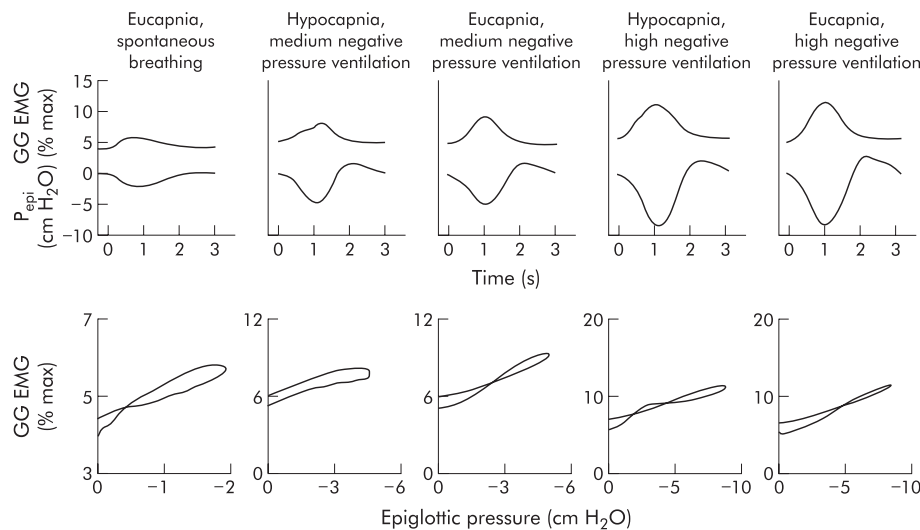 Eucapnia,
spontaneous
breathing
Hypocapnia,
medium negative
pressure ventilation
Eucapnia,
medium negative
pressure ventilation
Hypocapnia,
high negative
pressure ventilation
Eucapnia,
high negative
pressure ventilation
GG EMG
(% max)
P_epi
(cm H₂O)
15
10
5
0
−5
−10
0 1 2 3
0 1 2 3
0 1 2 3
0 1 2 3
0 1 2 3
Time (s)
GG EMG
(% max)
7
5
3
0 −1 −2
12
6
0
0 −3 −6
12
6
0
0 −3 −6
20
10
0
0 −5 −10
20
10
0
0 −5 −10
Epiglottic pressure (cm H₂O)